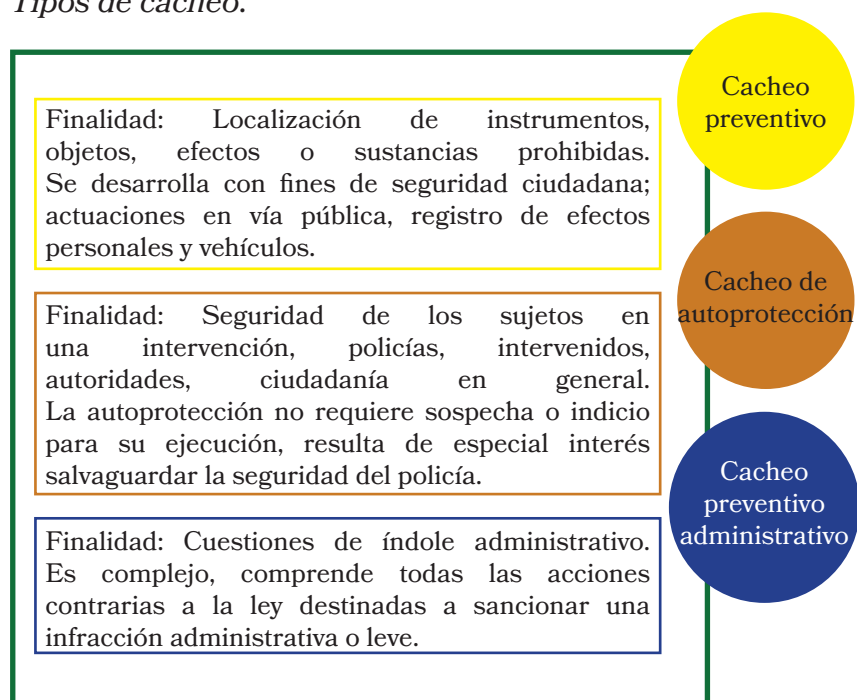 Tipos de cacheo.
Cacheo
preventivo
Finalidad: Localización de instrumentos,
objetos, efectos o sustancias prohibidas.
Se desarrolla con fines de seguridad ciudadana;
actuaciones en vía pública, registro de efectos
personales y vehículos.
Cacheo de
autoprotección
Finalidad: Seguridad de los sujetos en
una intervención, policías, intervenidos,
autoridades, ciudadanía en general.
La autoprotección no requiere sospecha o indicio
para su ejecución, resulta de especial interés
salvaguardar la seguridad del policía.
Cacheo
preventivo
administrativo
Finalidad: Cuestiones de índole administrativo.
Es complejo, comprende todas las acciones
contrarias a la ley destinadas a sancionar una
infracción administrativa o leve.